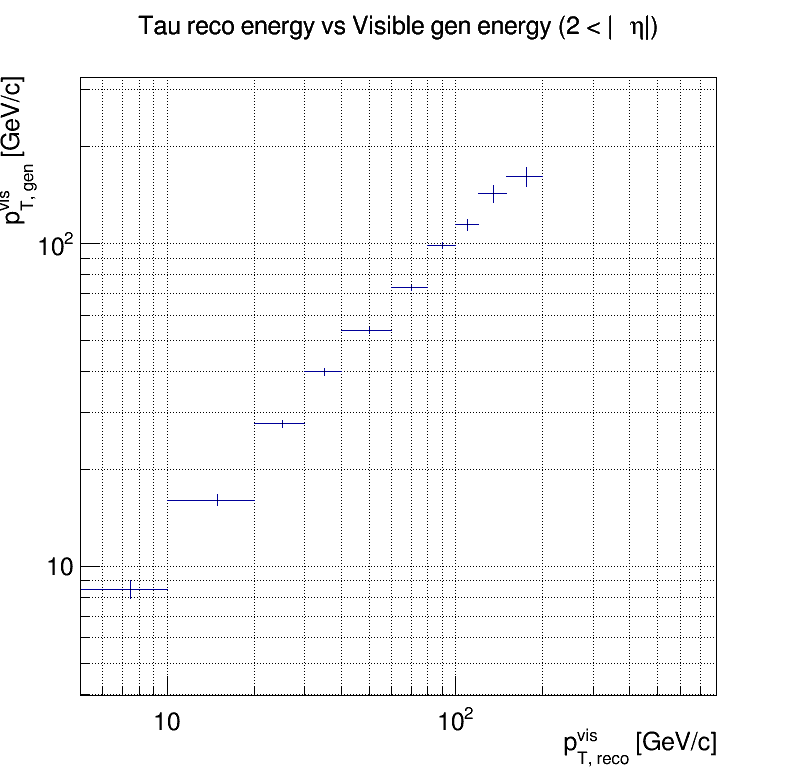 Tau reco energy vs Visible gen energy (2 < | η|)
p^vis_T, gen [GeV/c]
10^2
10
10
10^2
p^vis_T, reco [GeV/c]